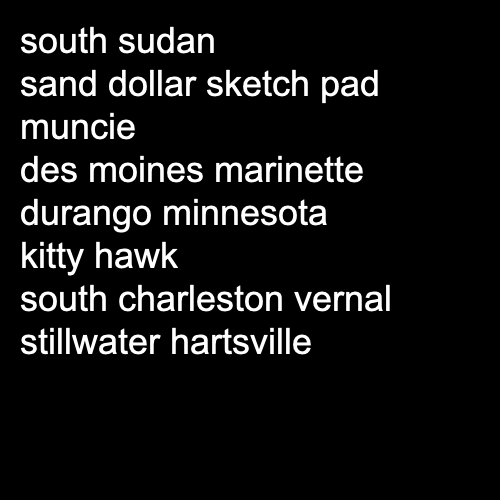 south sudan
sand dollar sketch pad
muncie
des moines marinette
durango minnesota
kitty hawk
south charleston vernal
stillwater hartsville